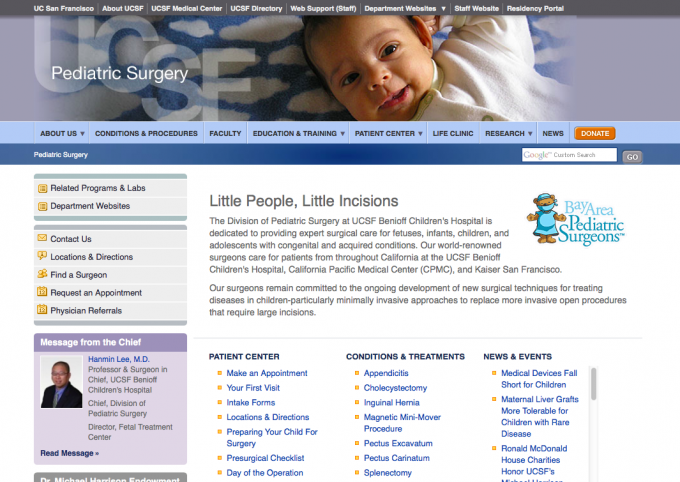 UC San Francisco About UCSF UCSF Medical Center UCSF Directory Web Support (Staff) Department Websites ▼ Staff Website Residency Portal
UCSF
Pediatric Surgery
ABOUT US ▼ CONDITIONS & PROCEDURES FACULTY EDUCATION & TRAINING ▼ PATIENT CENTER ▼ LIFE CLINIC RESEARCH ▼ NEWS DONATE
Pediatric Surgery
Google™ Custom Search GO
Related Programs & Labs
Department Websites
Contact Us
Locations & Directions
Find a Surgeon
Request an Appointment
Physician Referrals
Message from the Chief
Hanmin Lee, M.D.
Professor & Surgeon in
Chief, UCSF Benioff
Children's Hospital
Chief, Division of
Pediatric Surgery
Director, Fetal Treatment
Center
Read Message »
Dr. Michael Harrison Endowment
Little People, Little Incisions
The Division of Pediatric Surgery at UCSF Benioff Children's Hospital is
dedicated to providing expert surgical care for fetuses, infants, children, and
adolescents with congenital and acquired conditions. Our world-renowned
surgeons care for patients from throughout California at the UCSF Benioff
Children's Hospital, California Pacific Medical Center (CPMC), and Kaiser San Francisco.
Our surgeons remain committed to the ongoing development of new surgical techniques for treating
diseases in children-particularly minimally invasive approaches to replace more invasive open procedures
that require large incisions.
Bay Area
Pediatric
Surgeons™
PATIENT CENTER
Make an Appointment
Your First Visit
Intake Forms
Locations & Directions
Preparing Your Child For
Surgery
Presurgical Checklist
Day of the Operation
CONDITIONS & TREATMENTS
Appendicitis
Cholecystectomy
Inguinal Hernia
Magnetic Mini-Mover
Procedure
Pectus Excavatum
Pectus Carinatum
Splenectomy
NEWS & EVENTS
Medical Devices Fall
Short for Children
Maternal Liver Grafts
More Tolerable for
Children with Rare
Disease
Ronald McDonald
House Charities
Honor UCSF's
Michael Harrison